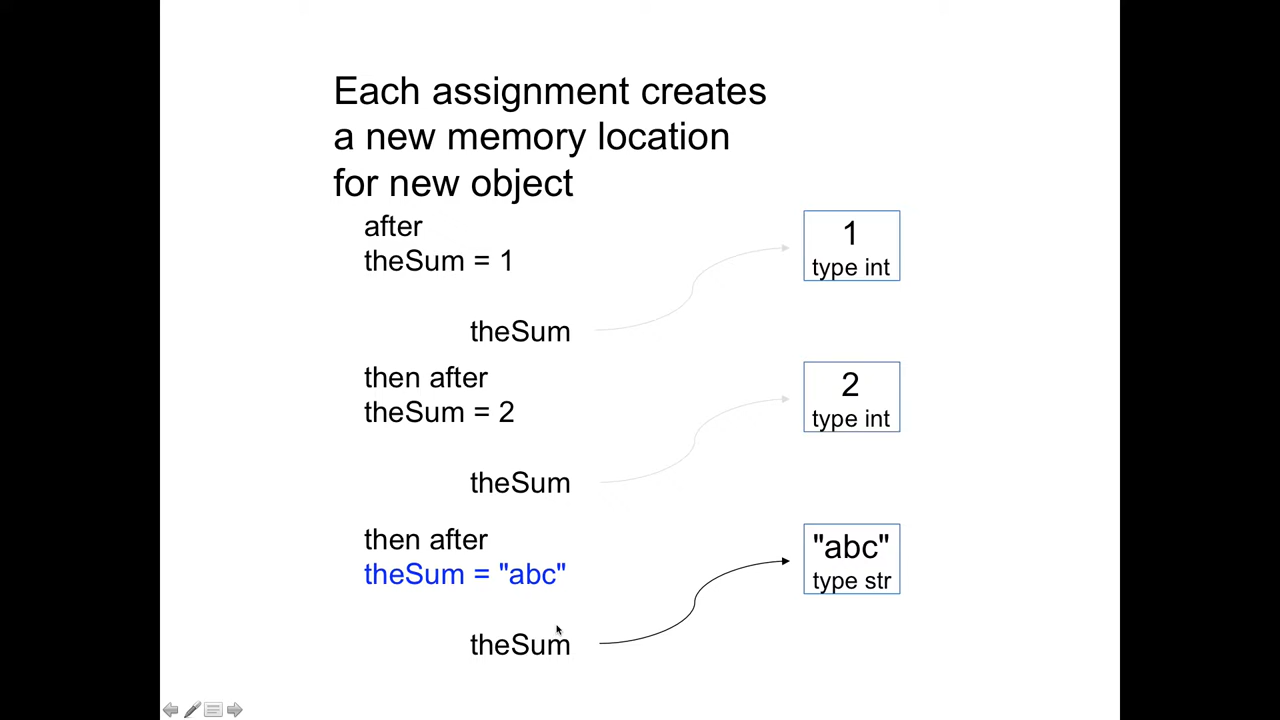 Each assignment creates
a new memory location
for new object
after
theSum = 1
1
type int
theSum
then after
theSum = 2
2
type int
theSum
then after
theSum = "abc"
"abc"
type str
theSum